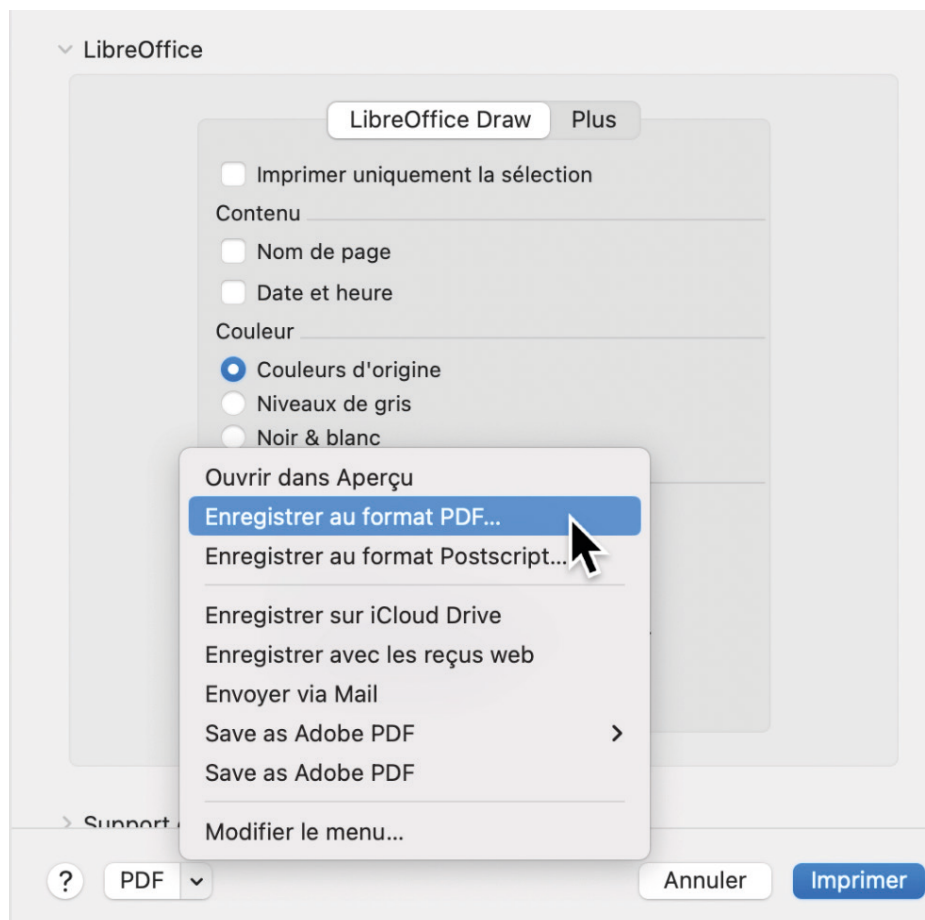 LibreOffice
LibreOffice Draw Plus
Imprimer uniquement la sélection
Contenu
Nom de page
Date et heure
Couleur
Couleurs d'origine
Niveaux de gris
Noir & blanc
Ouvrir dans Aperçu
Enregistrer au format PDF...
Enregistrer au format Postscript...
Enregistrer sur iCloud Drive
Enregistrer avec les reçus web
Envoyer via Mail
Save as Adobe PDF
Save as Adobe PDF
Support
Modifier le menu...
? PDF Annuler Imprimer